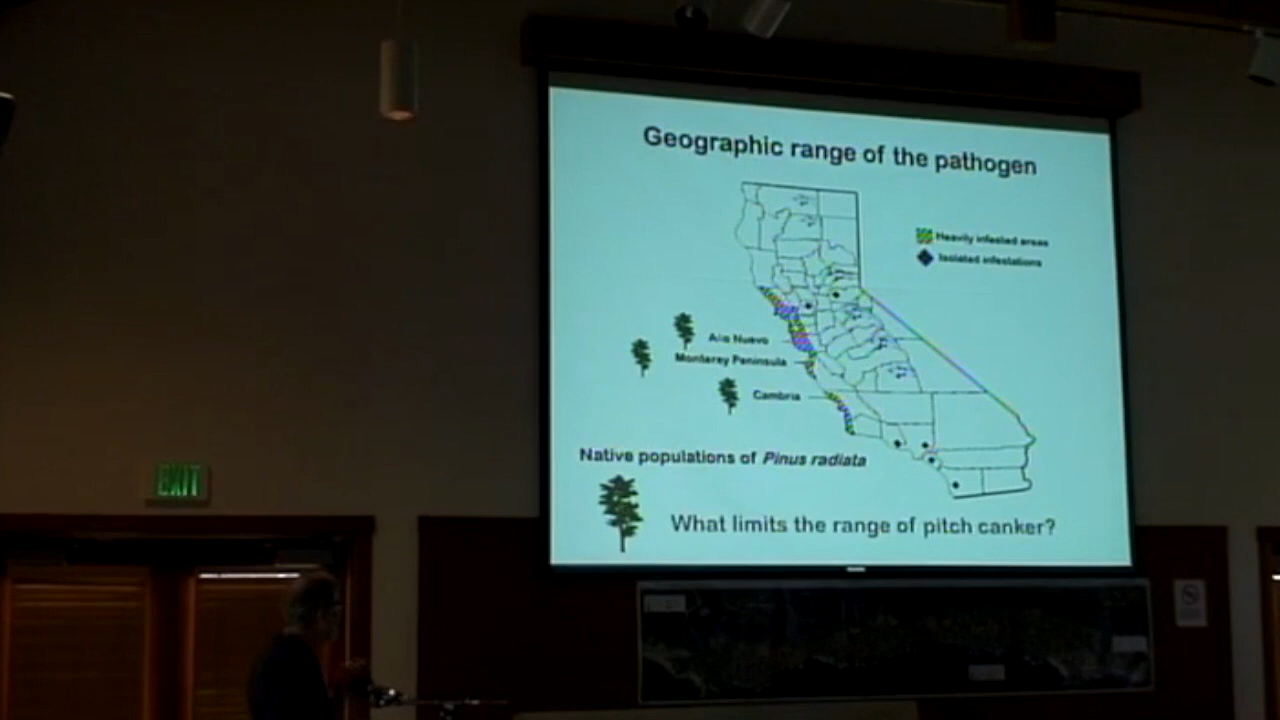 Geographic range of the pathogen
Heavily infested areas
Isolated infestations
Año Nuevo
Monterey Peninsula
Cambria
Native populations of Pinus radiata
What limits the range of pitch canker?
EXIT